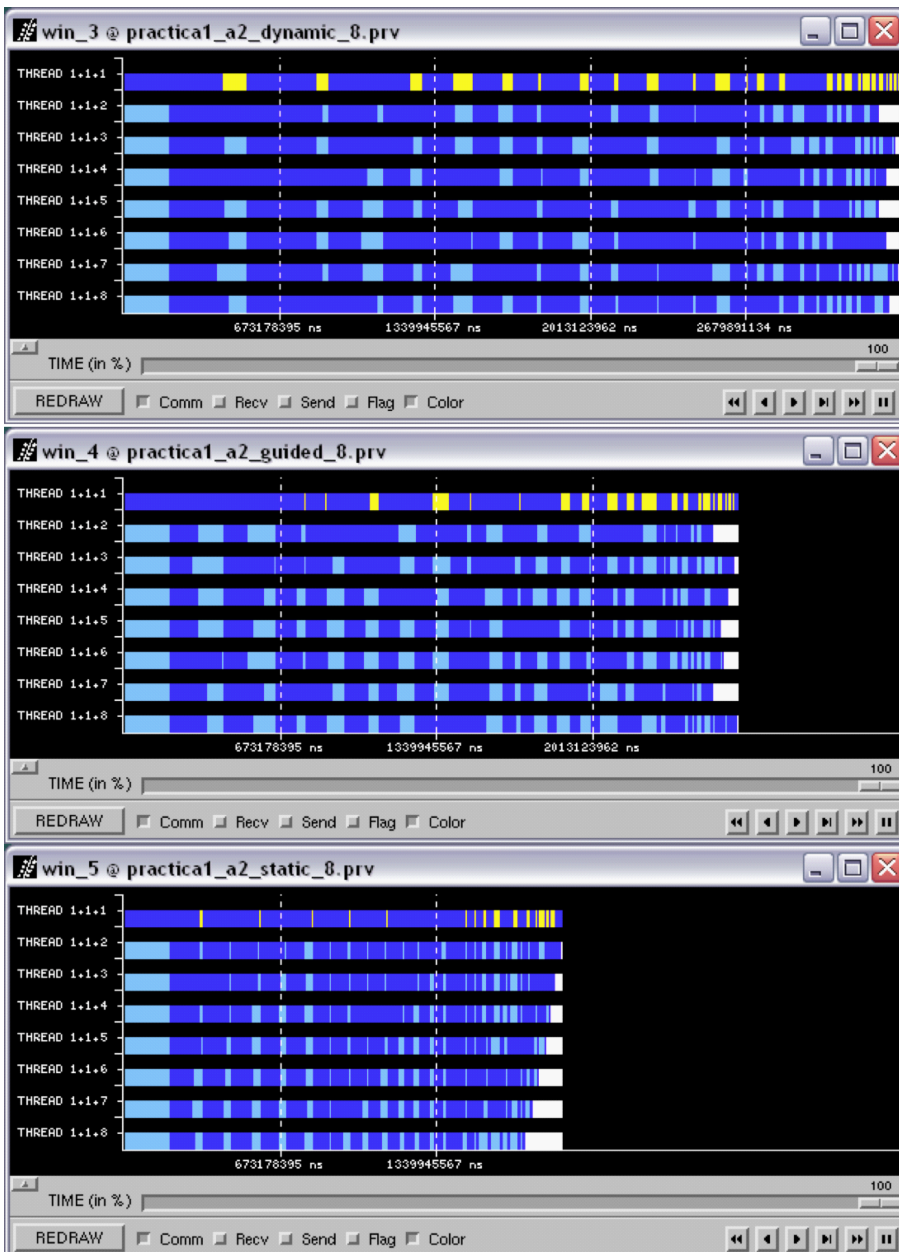 win_3 @ practica1_a2_dynamic_8.prv
THREAD 1+1+1
THREAD 1+1+2
THREAD 1+1+3
THREAD 1+1+4
THREAD 1+1+5
THREAD 1+1+6
THREAD 1+1+7
THREAD 1+1+8
673178395 ns 1339945567 ns 2013123962 ns 2679891134 ns
100
TIME (in %)
REDRAW Comm Recv Send Flag Color
win_4 @ practica1_a2_guided_8.prv
THREAD 1+1+1
THREAD 1+1+2
THREAD 1+1+3
THREAD 1+1+4
THREAD 1+1+5
THREAD 1+1+6
THREAD 1+1+7
THREAD 1+1+8
673178395 ns 1339945567 ns 2013123962 ns
100
TIME (in %)
REDRAW Comm Recv Send Flag Color
win_5 @ practica1_a2_static_8.prv
THREAD 1+1+1
THREAD 1+1+2
THREAD 1+1+3
THREAD 1+1+4
THREAD 1+1+5
THREAD 1+1+6
THREAD 1+1+7
THREAD 1+1+8
673178395 ns 1339945567 ns
100
TIME (in %)
REDRAW Comm Recv Send Flag Color